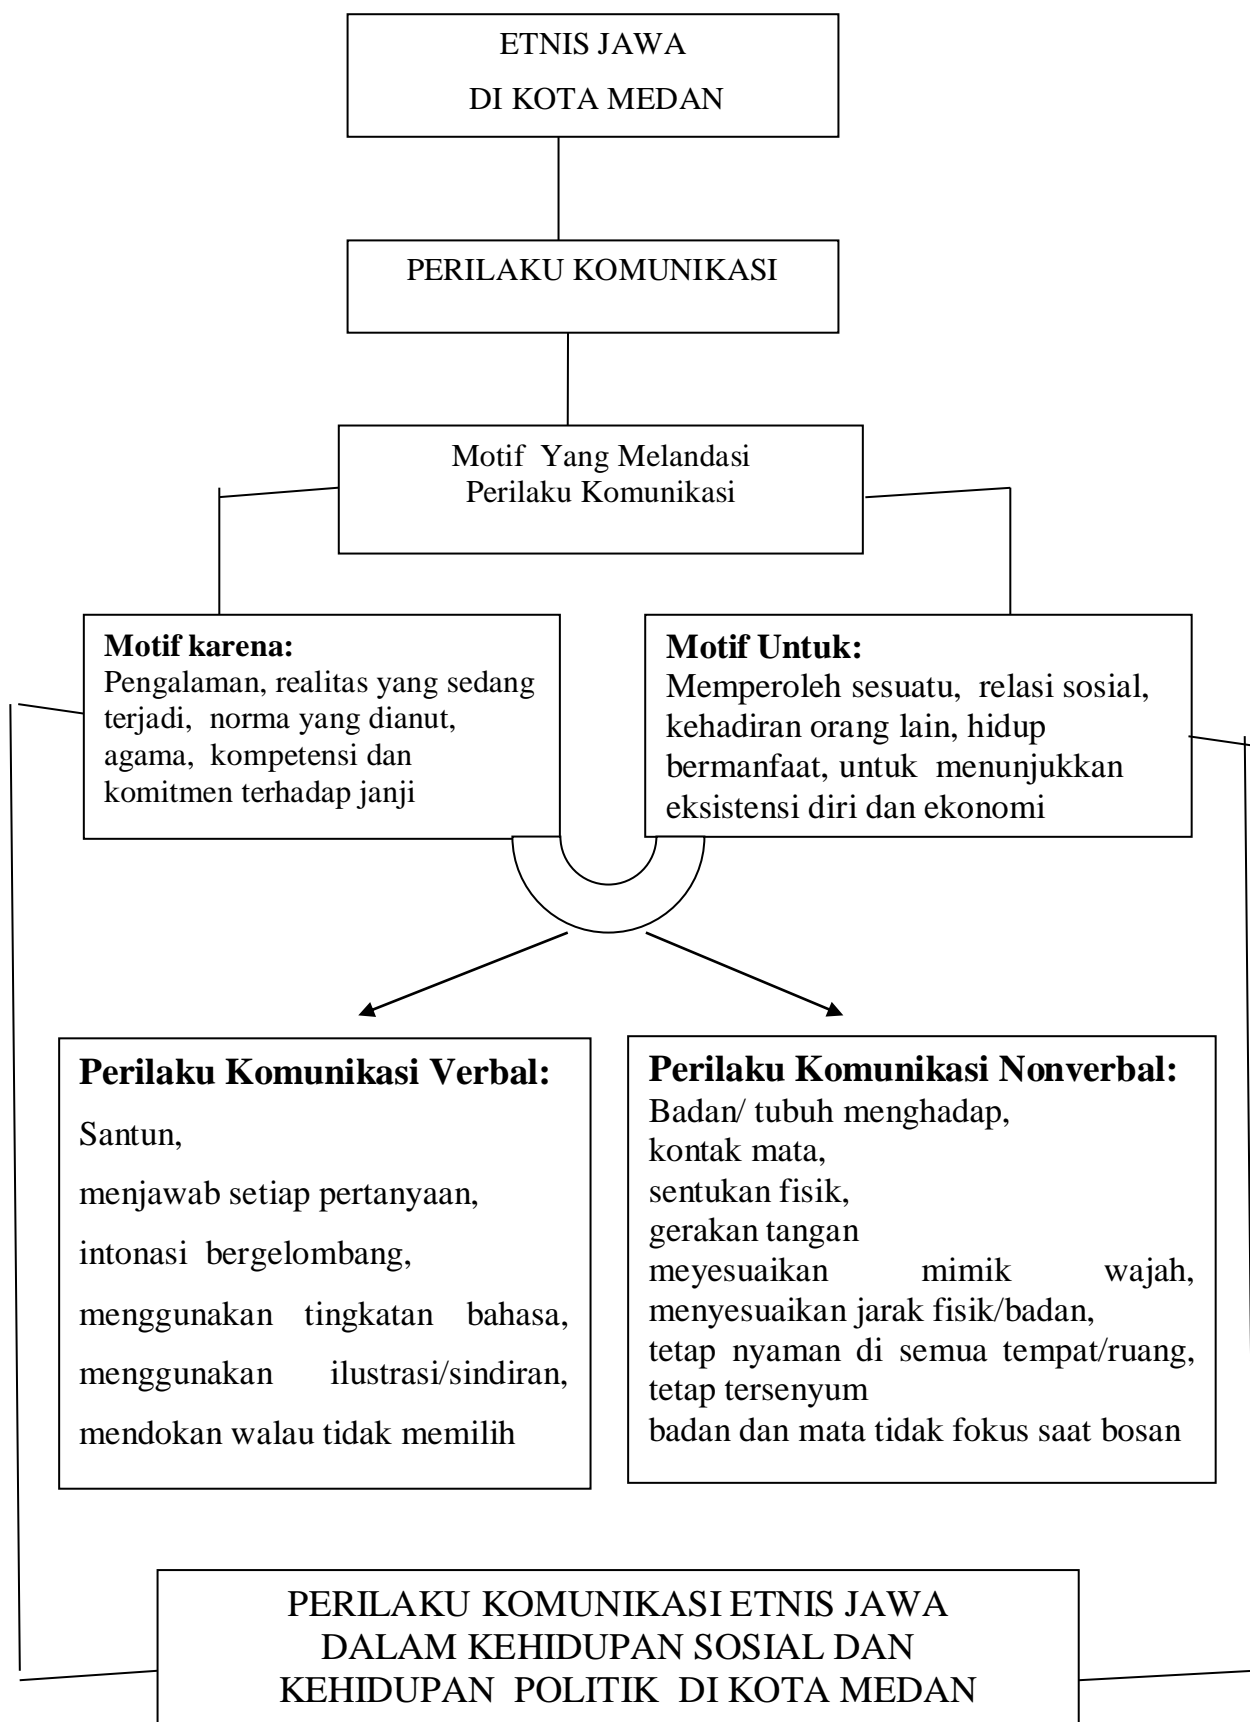 ETNIS JAWA
DI KOTA MEDAN
PERILAKU KOMUNIKASI
Motif Yang Melandasi
Perilaku Komunikasi
Motif karena:
Pengalaman, realitas yang sedang
terjadi, norma yang dianut,
agama, kompetensi dan
komitmen terhadap janji
Motif Untuk:
Memperoleh sesuatu, relasi sosial,
kehadiran orang lain, hidup
bermanfaat, untuk menunjukkan
eksistensi diri dan ekonomi
Perilaku Komunikasi Verbal:
Santun,
menjawab setiap pertanyaan,
intonasi bergelombang,
menggunakan tingkatan bahasa,
menggunakan ilustrasi/sindiran,
mendokan walau tidak memilih
Perilaku Komunikasi Nonverbal:
Badan/ tubuh menghadap,
kontak mata,
sentukan fisik,
gerakan tangan
meyesuaikan mimik wajah,
menyesuaikan jarak fisik/badan,
tetap nyaman di semua tempat/ruang,
tetap tersenyum
badan dan mata tidak fokus saat bosan
PERILAKU KOMUNIKASI ETNIS JAWA
DALAM KEHIDUPAN SOSIAL DAN
KEHIDUPAN POLITIK DI KOTA MEDAN